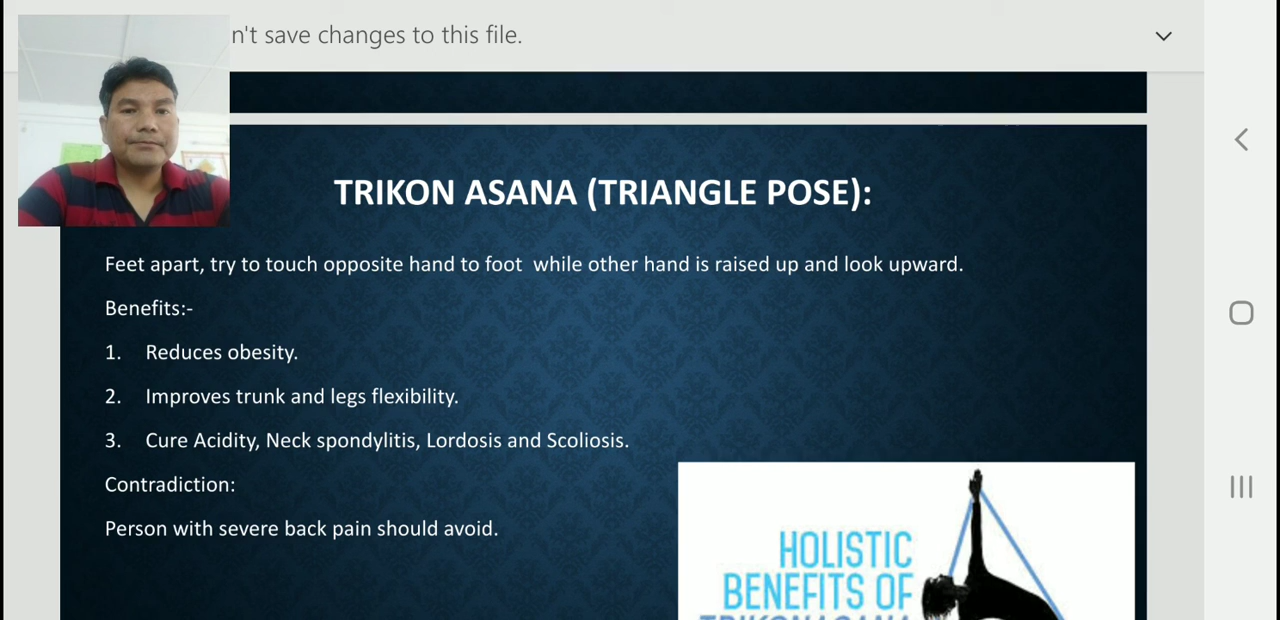 n't save changes to this file.
TRIKON ASANA (TRIANGLE POSE):
Feet apart, try to touch opposite hand to foot while other hand is raised up and look upward.
Benefits:-
1. Reduces obesity.
2. Improves trunk and legs flexibility.
3. Cure Acidity, Neck spondylitis, Lordosis and Scoliosis.
Contradiction:
Person with severe back pain should avoid.
HOLISTIC
BENEFITS OF
TRIKONASANA